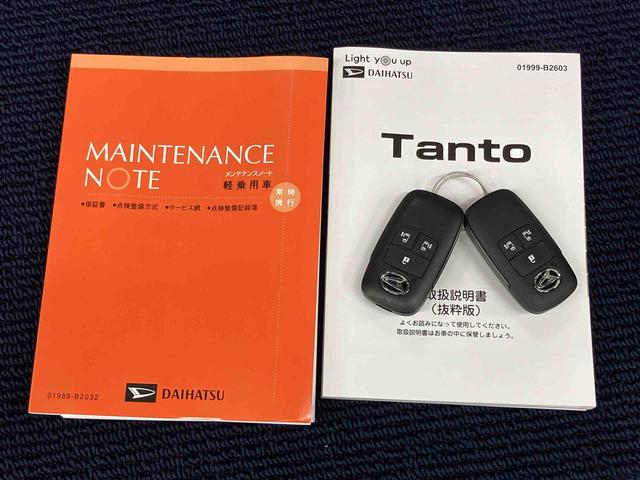 MAINTENANCE
NOTE
メンテナンスノート
軽乗用車
常時
携行
●保証書 ●点検整備方式 ●サービス網 ●点検整備記録簿
01989-B2032
DAIHATSU
Light you up
DAIHATSU
01999-B2603
Tanto
取扱説明書
(抜粋版)
よくお読みになって使用してください。
取扱説明書はお車の中に保管しましょう。